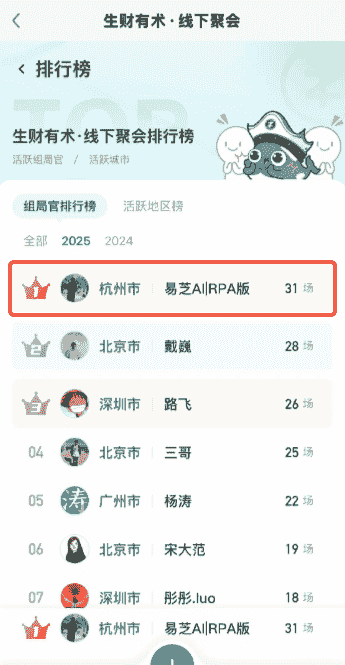 生财有术·线下聚会
排行榜
TOP
生财有术·线下聚会排行榜
活跃组局官 / 活跃城市
组局官排行榜 活跃地区榜
全部 2025 2024
1 杭州市 易芝AI|RPA版 31 场
2 北京市 戴巍 28 场
3 深圳市 路飞 26 场
04 北京市 三哥 25 场
05 涛 广州市 杨涛 22 场
06 北京市 宋大范 19 场
07 深圳市 彤彤.luo 18 场
1 杭州市 易芝AI|RPA版 31 场